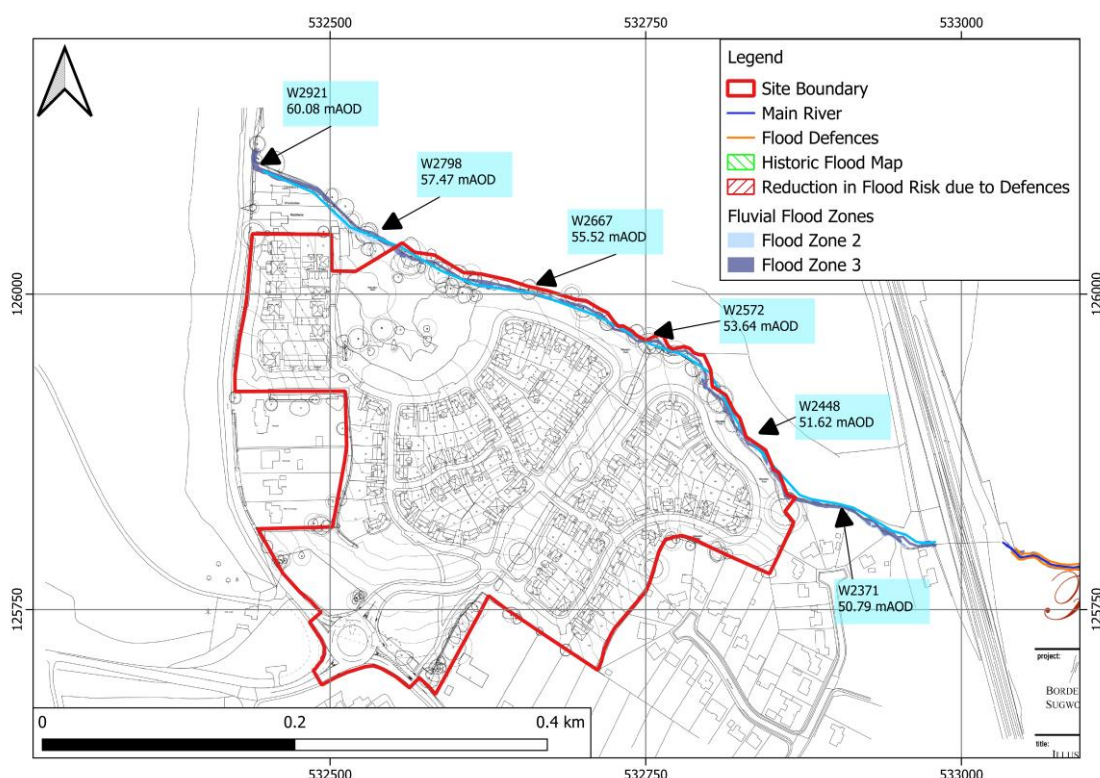 532500
532750
533000
Legend
Site Boundary
Main River
Flood Defences
Historic Flood Map
Reduction in Flood Risk due to Defences
Fluvial Flood Zones
Flood Zone 2
Flood Zone 3
W2921
60.08 mAOD
W2798
57.47 mAOD
W2667
55.52 mAOD
W2572
53.64 mAOD
W2448
51.62 mAOD
W2371
50.79 mAOD
126000
126000
125750
125750
project:
BORDE
SUGWO
title:
ILLUS
0
0.2
0.4 km
532500
532750
533000